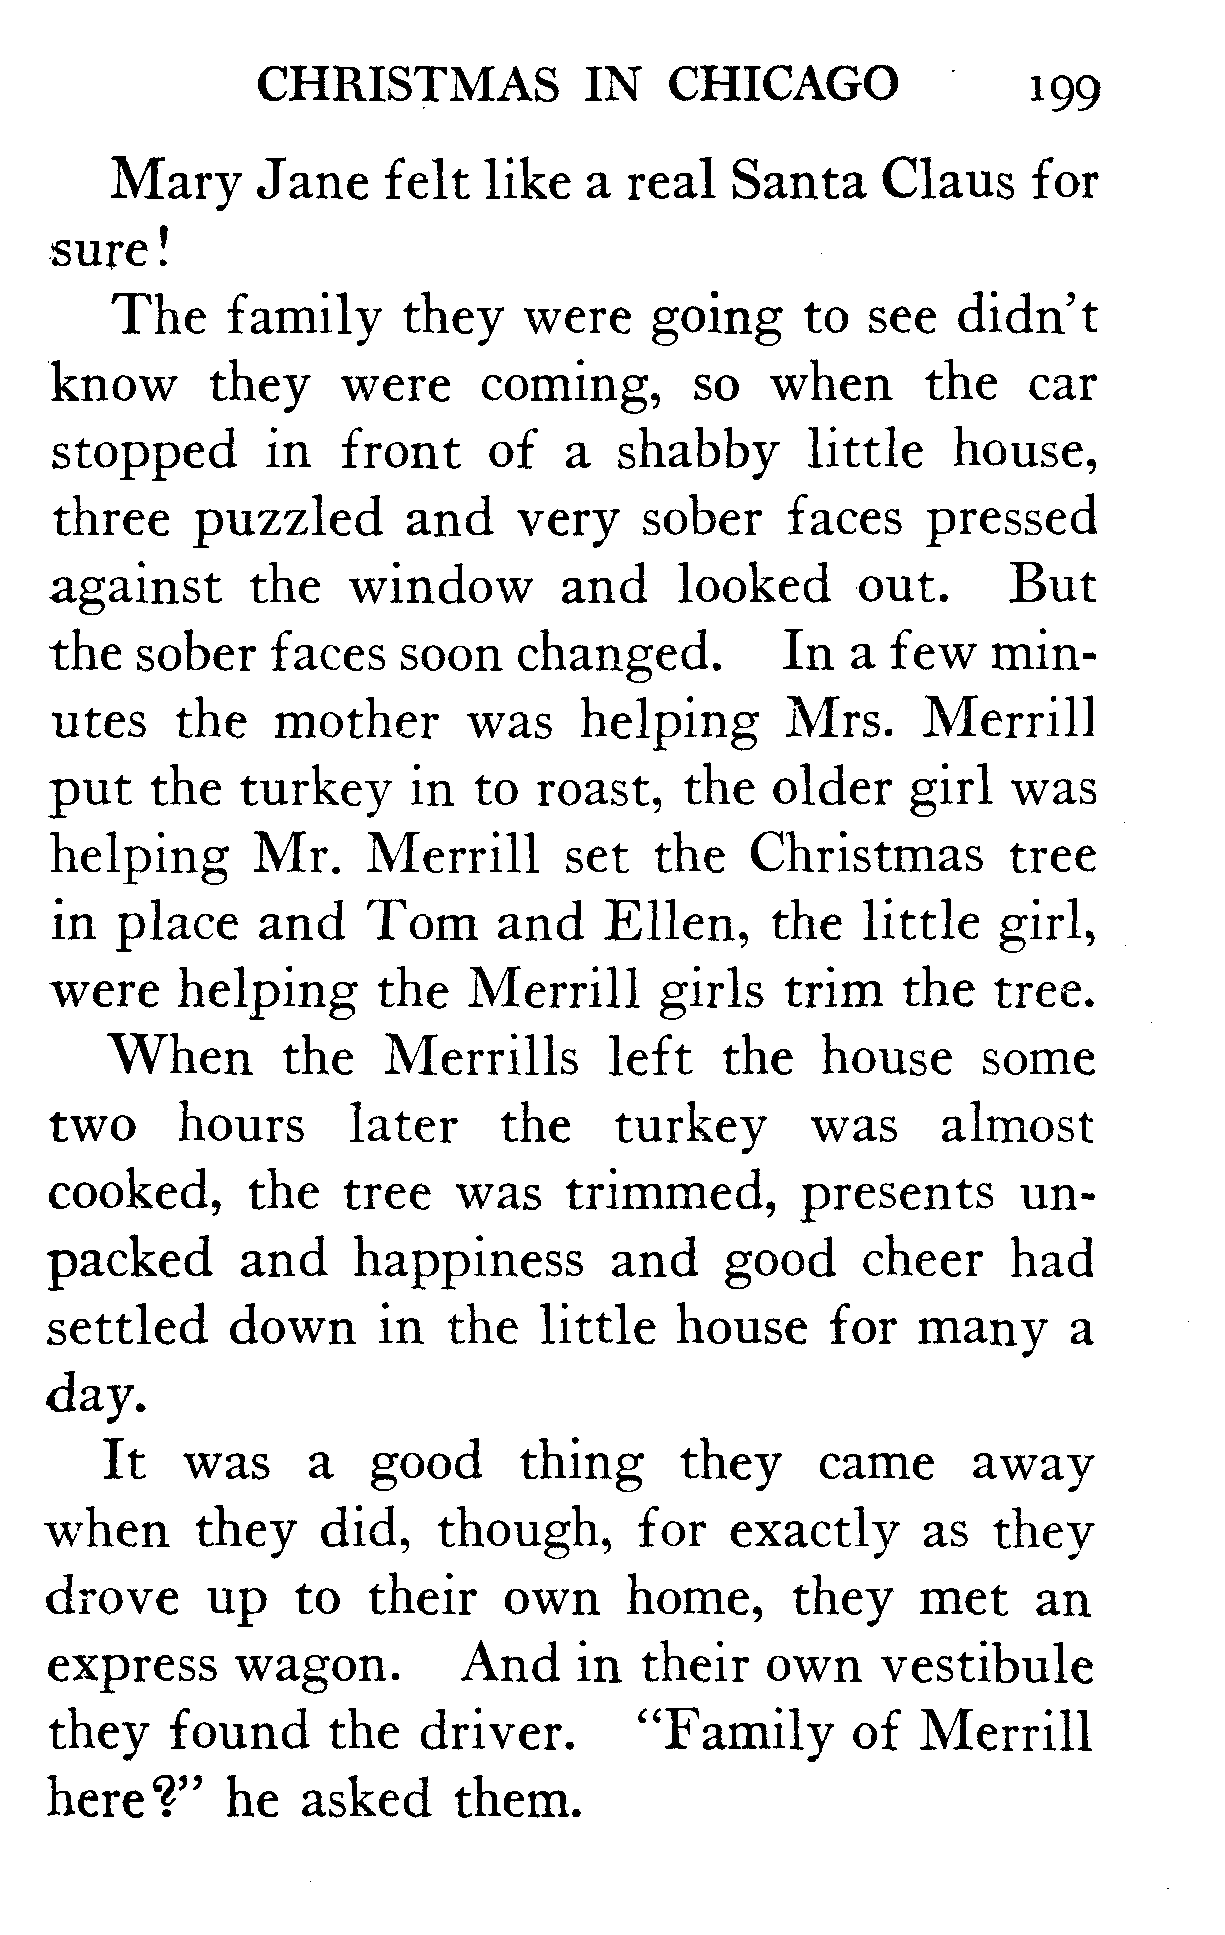 CHRISTMAS IN CHICAGO 199
Mary Jane felt like a real Santa Claus for
sure!
The family they were going to see didn't
know they were coming, so when the car
stopped in front of a shabby little house,
three puzzled and very sober faces pressed
against the window and looked out. But
the sober faces soon changed. In a few min-
utes the mother was helping Mrs. Merrill
put the turkey in to roast, the older girl was
helping Mr. Merrill set the Christmas tree
in place and Tom and Ellen, the little girl,
were helping the Merrill girls trim the tree.
When the Merrills left the house some
two hours later the turkey was almost
cooked, the tree was trimmed, presents un-
packed and happiness and good cheer had
settled down in the little house for many a
day.
It was a good thing they came away
when they did, though, for exactly as they
drove up to their own home, they met an
express wagon. And in their own vestibule
they found the driver. "Family of Merrill
here?" he asked them.